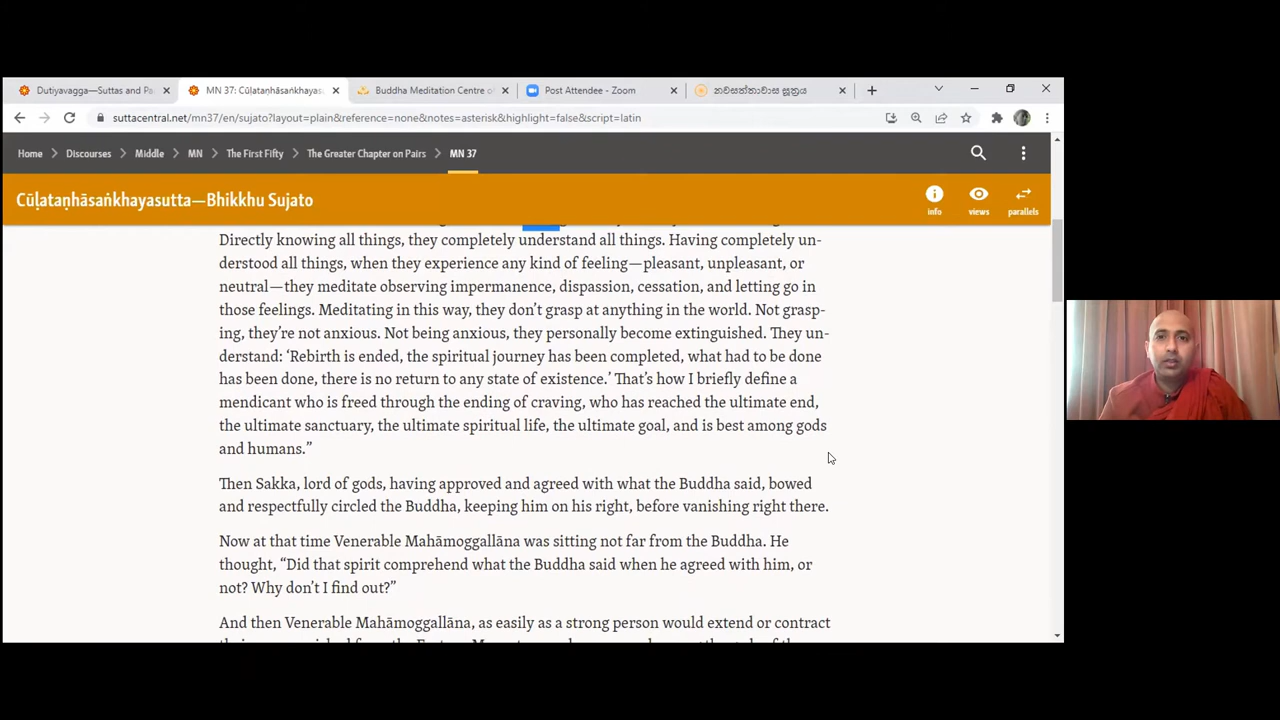 Dutiyavagga—Suttas and Pa
MN 37: Cūḷataṇhāsaṅkhayas
Buddha Meditation Centre o
Post Attendee - Zoom
නවසත්තාවාස සූත්‍රය
suttacentral.net/mn37/en/sujato?layout=plain&reference=none&notes=asterisk&highlight=false&script=latin
Home
Discourses
Middle
MN
The First Fifty
The Greater Chapter on Pairs
MN 37
Cūḷataṇhāsaṅkhayasutta—Bhikkhu Sujato
info
views
parallels
Directly knowing all things, they completely understand all things. Having completely un-
derstood all things, when they experience any kind of feeling—pleasant, unpleasant, or
neutral—they meditate observing impermanence, dispassion, cessation, and letting go in
those feelings. Meditating in this way, they don’t grasp at anything in the world. Not grasp-
ing, they’re not anxious. Not being anxious, they personally become extinguished. They un-
derstand: ‘Rebirth is ended, the spiritual journey has been completed, what had to be done
has been done, there is no return to any state of existence.’ That’s how I briefly define a
mendicant who is freed through the ending of craving, who has reached the ultimate end,
the ultimate sanctuary, the ultimate spiritual life, the ultimate goal, and is best among gods
and humans.”
Then Sakka, lord of gods, having approved and agreed with what the Buddha said, bowed
and respectfully circled the Buddha, keeping him on his right, before vanishing right there.
Now at that time Venerable Mahāmoggallāna was sitting not far from the Buddha. He
thought, “Did that spirit comprehend what the Buddha said when he agreed with him, or
not? Why don’t I find out?”
And then Venerable Mahāmoggallāna, as easily as a strong person would extend or contract